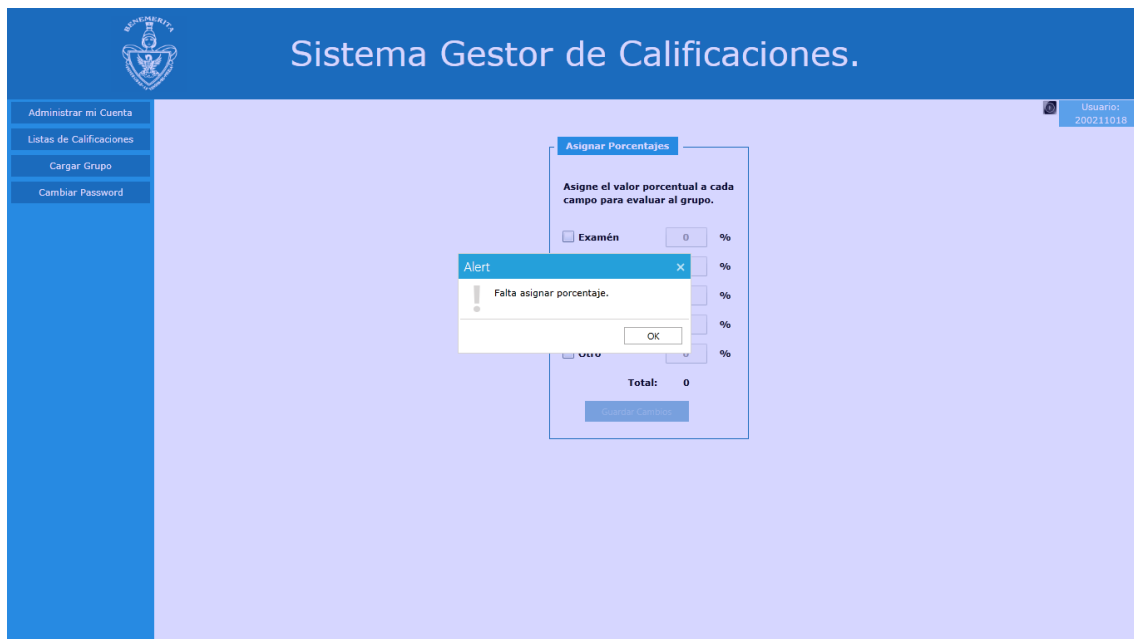 BENEMERITA
Sistema Gestor de Calificaciones.
Administrar mi Cuenta
Listas de Calificaciones
Cargar Grupo
Cambiar Password
Usuario:
200211018
Asignar Porcentajes
Asigne el valor porcentual a cada
campo para evaluar al grupo.
Examén 0 %
Alert ×
%
Falta asignar porcentaje.
%
%
OK
Otro 0 %
Total: 0
Guardar Cambios